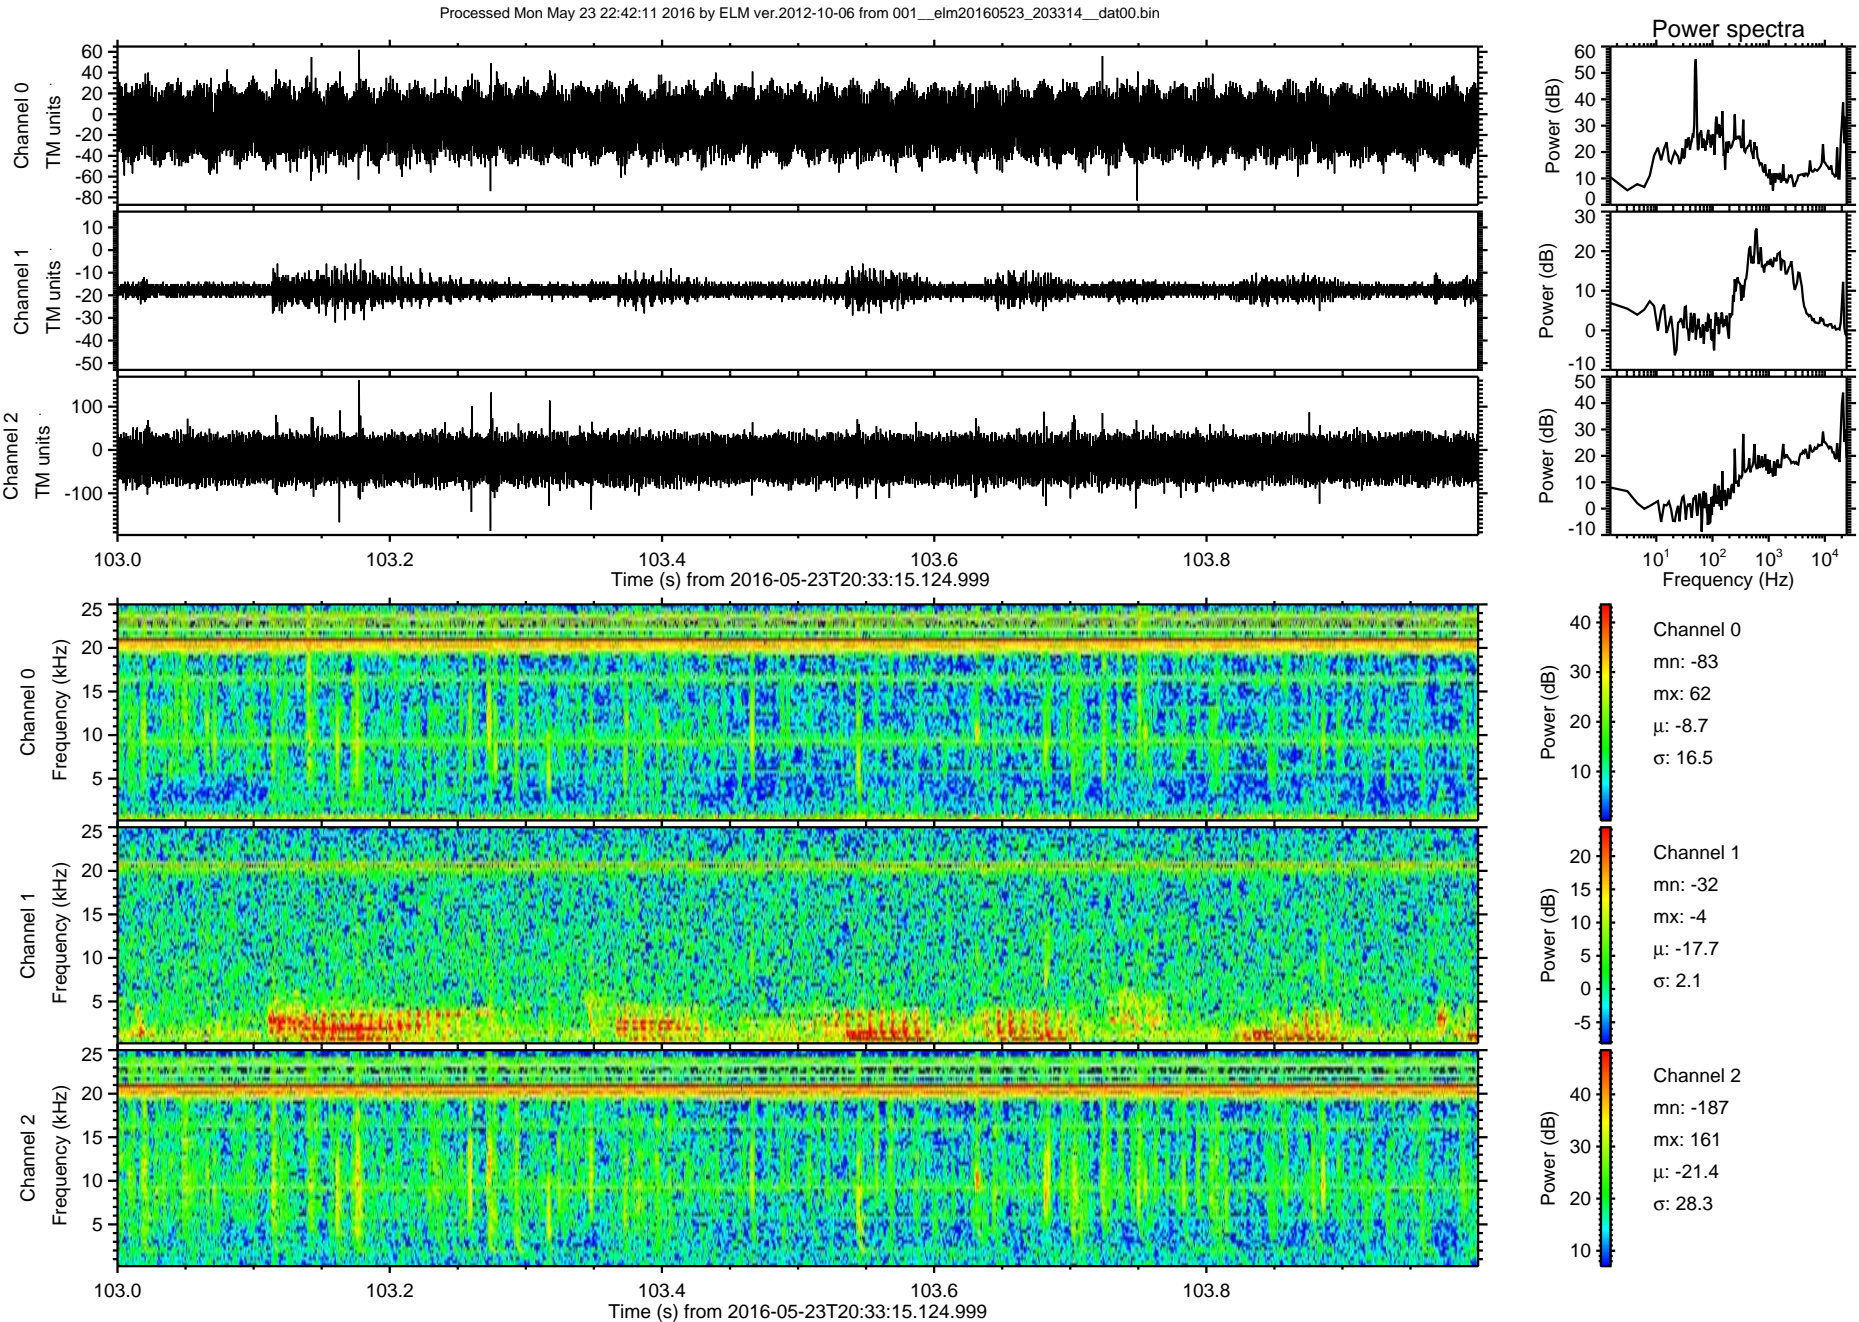 Processed Mon May 23 22:42:11 2016 by ELM ver.2012-10-06 from 001__elm20160523_203314__dat00.bin
Power spectra
Channel 0
TM units
60
40
20
0
-20
-40
-60
-80
Power (dB)
60
50
40
30
20
10
0
Channel 1
TM units
10
0
-10
-20
-30
-40
-50
Power (dB)
30
20
10
0
-10
Channel 2
TM units
100
0
-100
Power (dB)
50
40
30
20
10
0
-10
103.0 103.2 103.4 103.6 103.8
Time (s) from 2016-05-23T20:33:15.124.999
10¹ 10² 10³ 10⁴
Frequency (Hz)
Channel 0
Frequency (kHz)
25
20
15
10
5
Power (dB)
40
30
20
10
Channel 0
mn: -83
mx: 62
μ: -8.7
σ: 16.5
Channel 1
Frequency (kHz)
25
20
15
10
5
Power (dB)
20
15
10
5
0
-5
Channel 1
mn: -32
mx: -4
μ: -17.7
σ: 2.1
Channel 2
Frequency (kHz)
25
20
15
10
5
Power (dB)
40
30
20
10
Channel 2
mn: -187
mx: 161
μ: -21.4
σ: 28.3
103.0 103.2 103.4 103.6 103.8
Time (s) from 2016-05-23T20:33:15.124.999